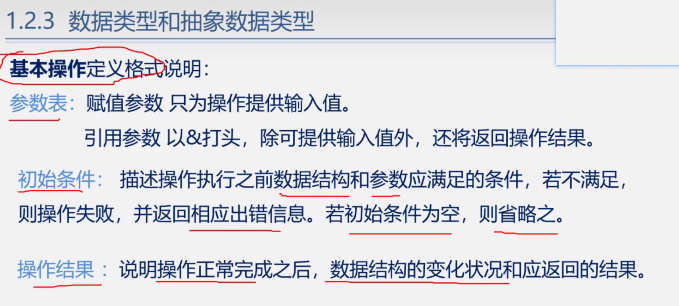 1.2.3 数据类型和抽象数据类型
基本操作定义格式说明：
参数表：赋值参数 只为操作提供输入值。
引用参数 以&打头，除可提供输入值外，还将返回操作结果。
初始条件： 描述操作执行之前数据结构和参数应满足的条件，若不满足，
则操作失败，并返回相应出错信息。若初始条件为空，则省略之。
操作结果 ：说明操作正常完成之后，数据结构的变化状况和应返回的结果。